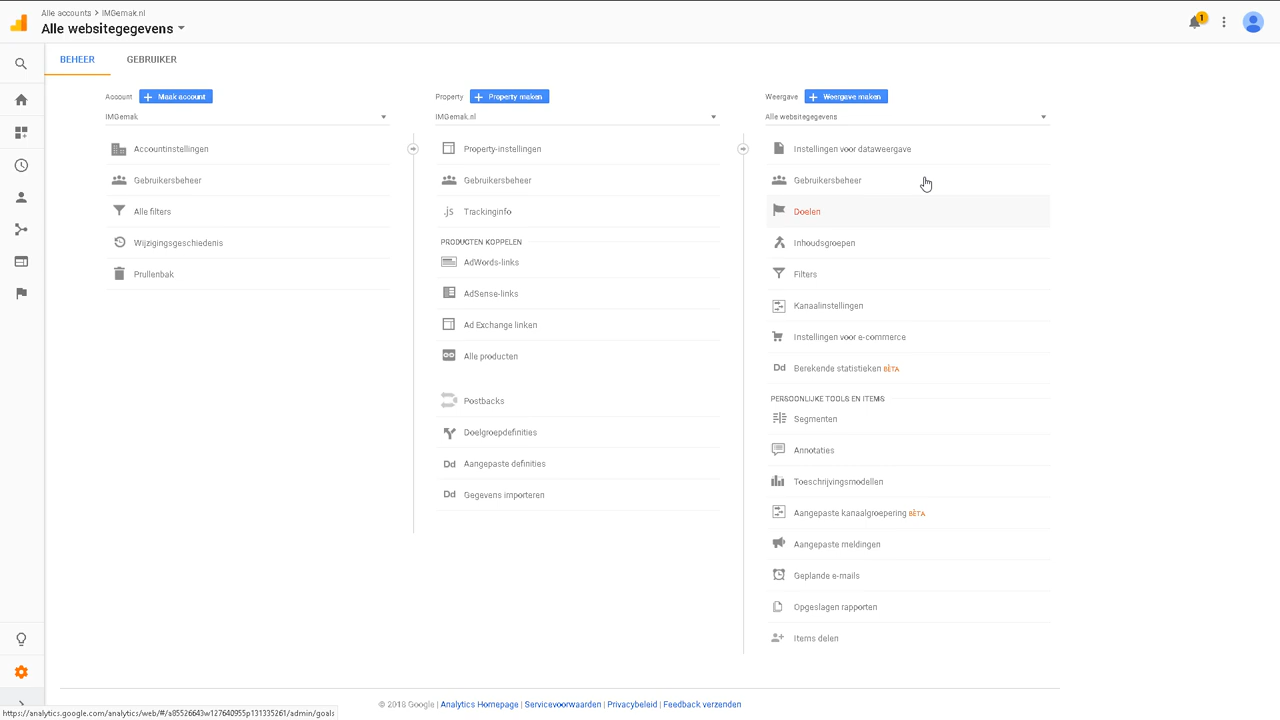 Alle accounts > IMGemak.nl
Alle websitegegevens
1
BEHEER
GEBRUIKER
Account
+ Maak account
IMGemak
Accountinstellingen
Gebruikersbeheer
Alle filters
Wijzigingsgeschiedenis
Prullenbak
Property
+ Property maken
IMGemak.nl
Property-instellingen
Gebruikersbeheer
.js Trackinginfo
PRODUCTEN KOPPELEN
AdWords-links
AdSense-links
Ad Exchange linken
Alle producten
Postbacks
Doelgroepdefinities
Dd Aangepaste definities
Dd Gegevens importeren
Weergave
+ Weergave maken
Alle websitegegevens
Instellingen voor dataweergave
Gebruikersbeheer
Doelen
Inhoudsgroepen
Filters
Kanaalinstellingen
Instellingen voor e-commerce
Dd Berekende statistieken BÈTA
PERSOONLIJKE TOOLS EN ITEMS
Segmenten
Annotaties
Toeschrijvingsmodellen
Aangepaste kanaalgroepering BÈTA
Aangepaste meldingen
Geplande e-mails
Opgeslagen rapporten
Items delen
© 2018 Google | Analytics Homepage | Servicevoorwaarden | Privacybeleid | Feedback verzenden
https://analytics.google.com/analytics/web/#/a85526643w127640955p131335261/admin/goals